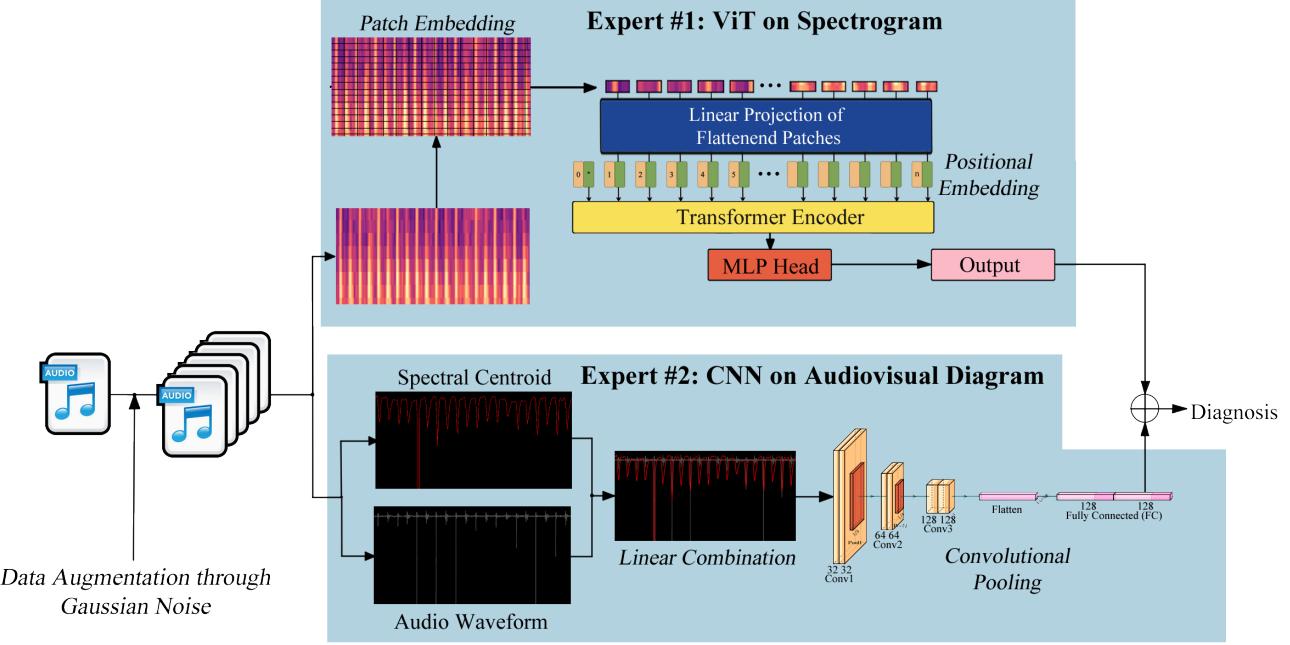 Patch Embedding
Expert #1: ViT on Spectrogram
Linear Projection of
Flattenend Patches
0 *
1
2
3
4
5
n
Positional
Embedding
Transformer Encoder
MLP Head
Output
AUDIO
AUDIO
Data Augmentation through
Gaussian Noise
Expert #2: CNN on Audiovisual Diagram
Spectral Centroid
Audio Waveform
Linear Combination
32 32
Conv1
64 64
Conv2
128 128
Conv3
Flatten
128
128
Fully Connected (FC)
Convolutional
Pooling
Diagnosis